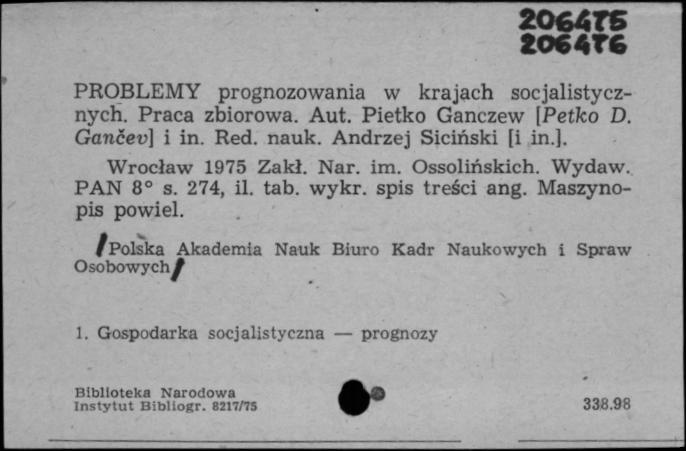 206475
206476
PROBLEMY prognozowania w krajach socjalistycz-
nych. Praca zbiorowa. Aut. Pietko Ganczew [Petko D.
Gančev] i in. Red. nauk. Andrzej Siciński [i in.].
Wrocław 1975 Zakł. Nar. im. Ossolińskich. Wydaw.
PAN 8° s. 274, il. tab. wykr. spis treści ang. Maszyno-
pis powiel.
/Polska Akademia Nauk Biuro Kadr Naukowych i Spraw
Osobowych/
1. Gospodarka socjalistyczna — prognozy
Biblioteka Narodowa
Instytut Bibliogr. 8217/75
338.98